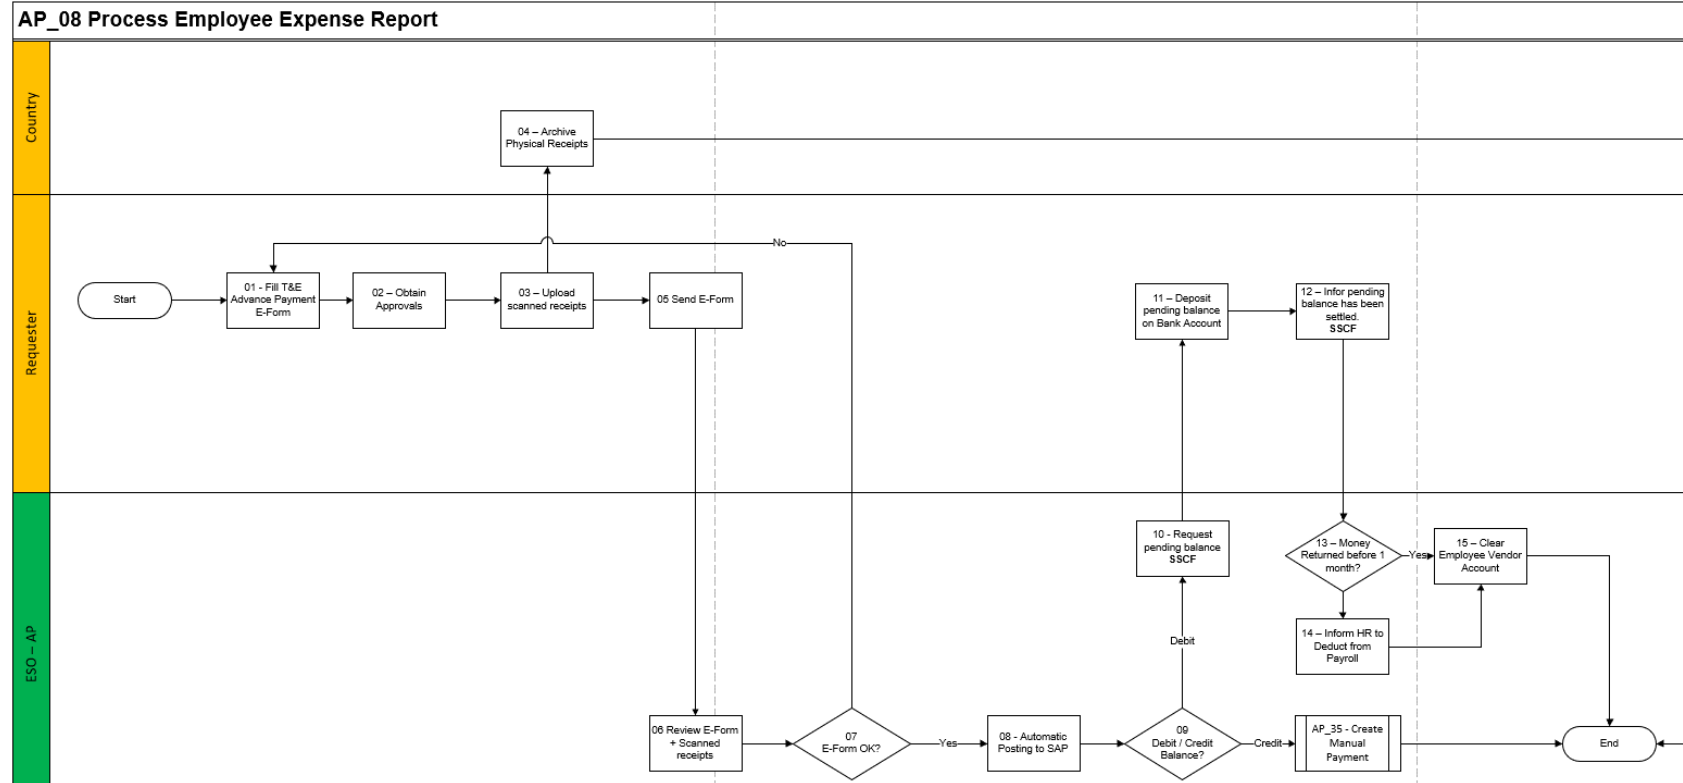 AP_08 Process Employee Expense Report
Country
04 – Archive
Physical Receipts
Requester
No
Start
01 - Fill T&E
Advance Payment
E-Form
02 – Obtain
Approvals
03 – Upload
scanned receipts
05 Send E-Form
11 – Deposit
pending balance
on Bank Account
12 – Infor pending
balance has been
settled.
SSCF
ESO – AP
10 - Request
pending balance
SSCF
13 – Money
Returned before 1
month?
Yes
15 – Clear
Employee Vendor
Account
14 – Inform HR to
Deduct from
Payroll
Debit
06 Review E-Form
+ Scanned
receipts
07
E-Form OK?
Yes
08 - Automatic
Posting to SAP
09
Debit / Credit
Balance?
Credit
AP_35 - Create
Manual
Payment
End